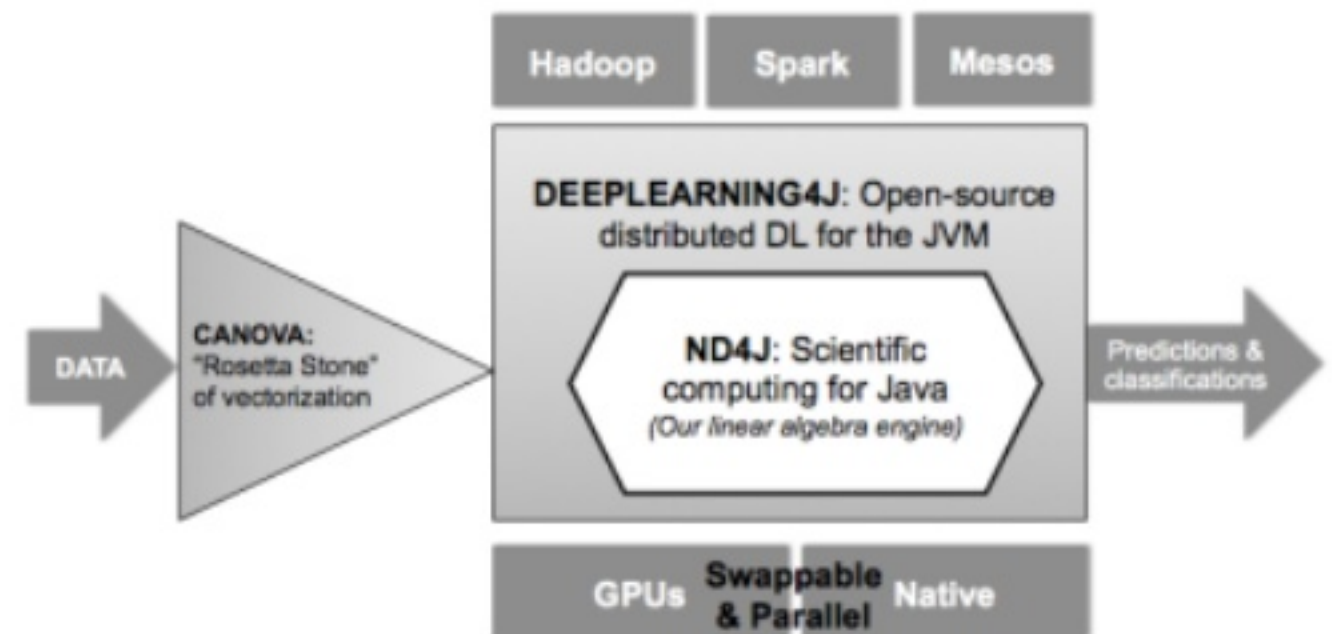 Hadoop Spark Mesos
DEEPLEARNING4J: Open-source
distributed DL for the JVM
DATA
CANOVA:
"Rosetta Stone"
of vectorization
ND4J: Scientific
computing for Java
(Our linear algebra engine)
Predictions &
classifications
GPUs
Swappable
& Parallel
Native